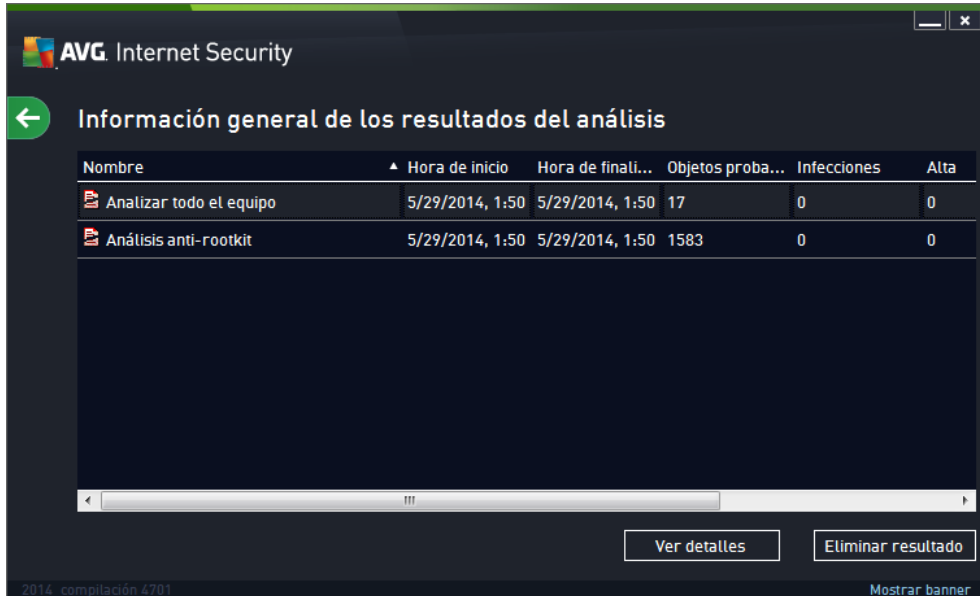 AVG. Internet Security
Información general de los resultados del análisis
Nombre Hora de inicio Hora de finali... Objetos proba... Infecciones Alta
Analizar todo el equipo 5/29/2014, 1:50 5/29/2014, 1:50 17 0 0
Análisis anti-rootkit 5/29/2014, 1:50 5/29/2014, 1:50 1583 0 0
Ver detalles Eliminar resultado
2014 compilación 4701 Mostrar banner